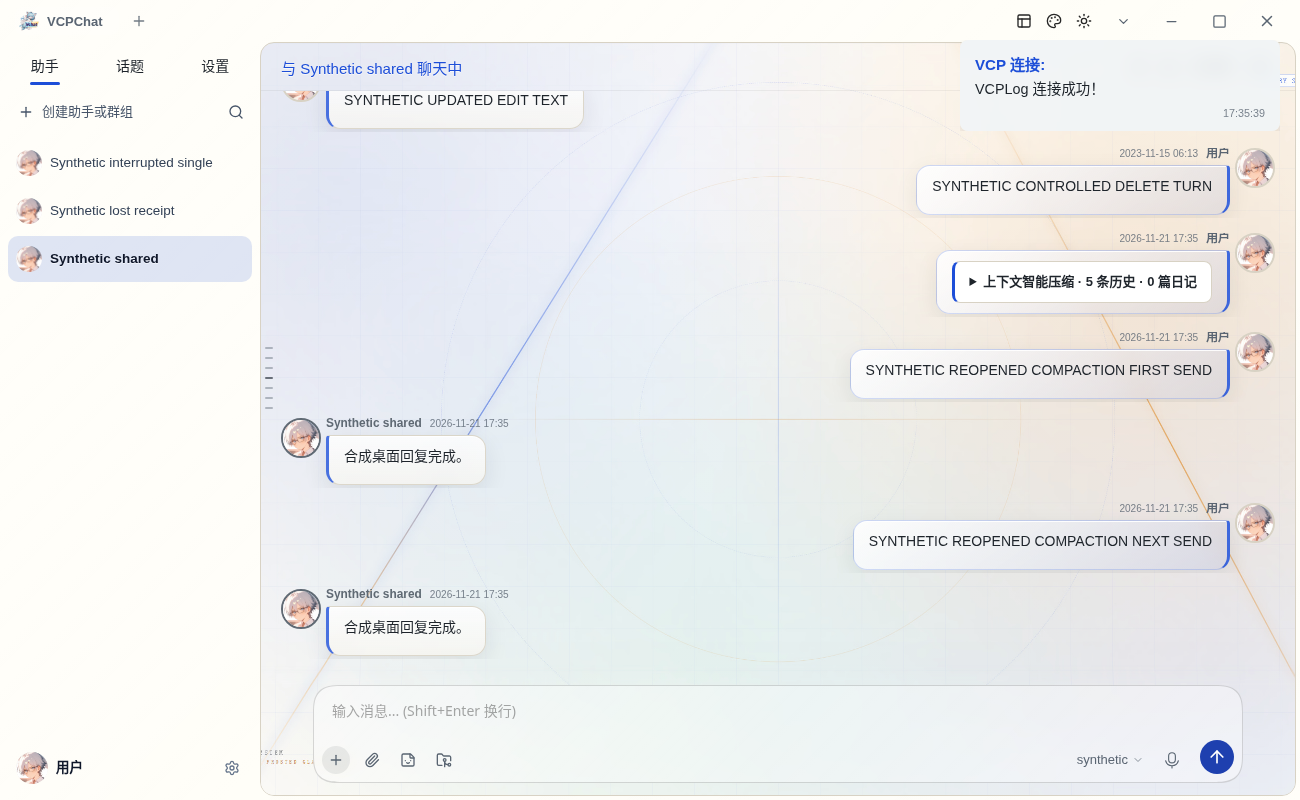 VCPChat
助手
话题
设置
创建助手或群组
Synthetic interrupted single
Synthetic lost receipt
Synthetic shared
用户
与 Synthetic shared 聊天中
VCP 连接:
VCPLog 连接成功!
17:35:39
SYNTHETIC UPDATED EDIT TEXT
2023-11-15 06:13 用户
SYNTHETIC CONTROLLED DELETE TURN
2026-11-21 17:35 用户
上下文智能压缩 · 5 条历史 · 0 篇日记
2026-11-21 17:35 用户
SYNTHETIC REOPENED COMPACTION FIRST SEND
Synthetic shared 2026-11-21 17:35
合成桌面回复完成。
2026-11-21 17:35 用户
SYNTHETIC REOPENED COMPACTION NEXT SEND
Synthetic shared 2026-11-21 17:35
合成桌面回复完成。
输入消息... (Shift+Enter 换行)
synthetic